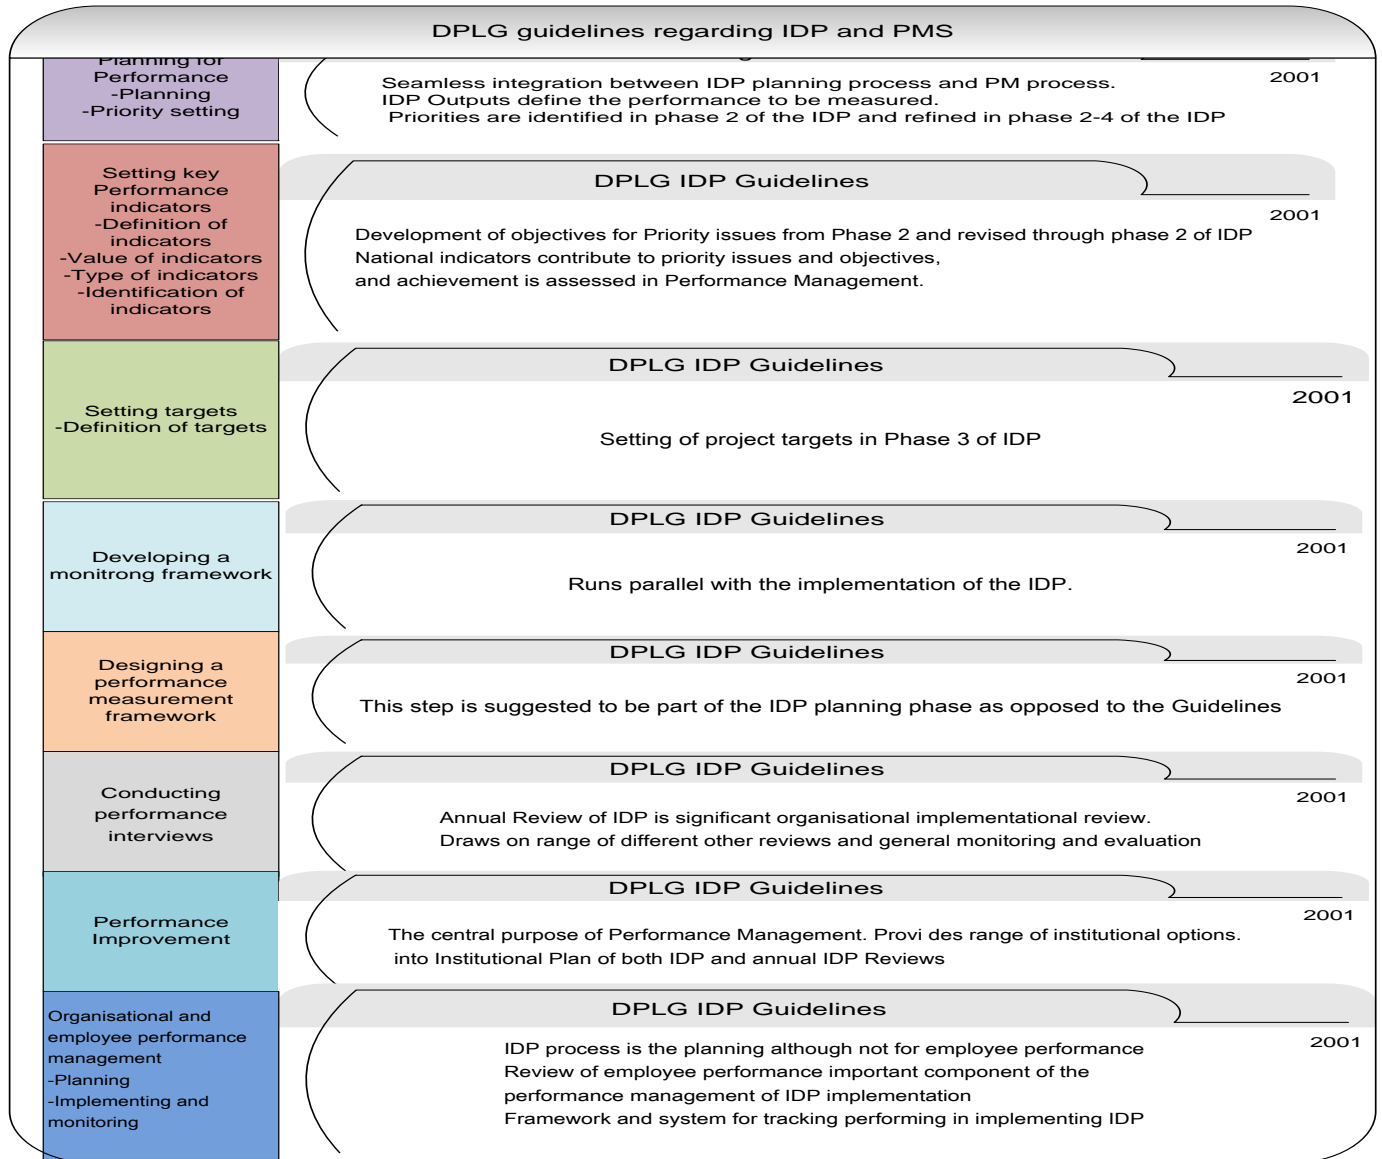 DPLG guidelines regarding IDP and PMS
Planning for
Performance
-Planning
-Priority setting
2001
Seamless integration between IDP planning process and PM process.
IDP Outputs define the performance to be measured.
Priorities are identified in phase 2 of the IDP and refined in phase 2-4 of the IDP
Setting key
Performance
indicators
-Definition of
indicators
-Value of indicators
-Type of indicators
-Identification of
indicators
DPLG IDP Guidelines
2001
Development of objectives for Priority issues from Phase 2 and revised through phase 2 of IDP
National indicators contribute to priority issues and objectives,
and achievement is assessed in Performance Management.
Setting targets
-Definition of targets
DPLG IDP Guidelines
2001
Setting of project targets in Phase 3 of IDP
Developing a
monitrong framework
DPLG IDP Guidelines
2001
Runs parallel with the implementation of the IDP.
Designing a
performance
measurement
framework
DPLG IDP Guidelines
2001
This step is suggested to be part of the IDP planning phase as opposed to the Guidelines
Conducting
performance
interviews
DPLG IDP Guidelines
2001
Annual Review of IDP is significant organisational implementational review.
Draws on range of different other reviews and general monitoring and evaluation
Performance
Improvement
DPLG IDP Guidelines
2001
The central purpose of Performance Management. Provi des range of institutional options.
into Institutional Plan of both IDP and annual IDP Reviews
Organisational and
employee performance
management
-Planning
-Implementing and
monitoring
DPLG IDP Guidelines
2001
IDP process is the planning although not for employee performance
Review of employee performance important component of the
performance management of IDP implementation
Framework and system for tracking performing in implementing IDP